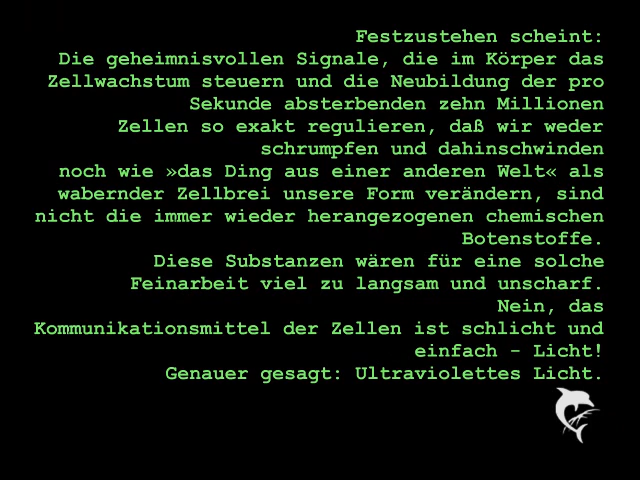 Festzustehen scheint:
Die geheimnisvollen Signale, die im Körper das
Zellwachstum steuern und die Neubildung der pro
Sekunde absterbenden zehn Millionen
Zellen so exakt regulieren, daß wir weder
schrumpfen und dahinschwinden
noch wie »das Ding aus einer anderen Welt« als
wabernder Zellbrei unsere Form verändern, sind
nicht die immer wieder herangezogenen chemischen
Botenstoffe.
Diese Substanzen wären für eine solche
Feinarbeit viel zu langsam und unscharf.
Nein, das
Kommunikationsmittel der Zellen ist schlicht und
einfach - Licht!
Genauer gesagt: Ultraviolettes Licht.